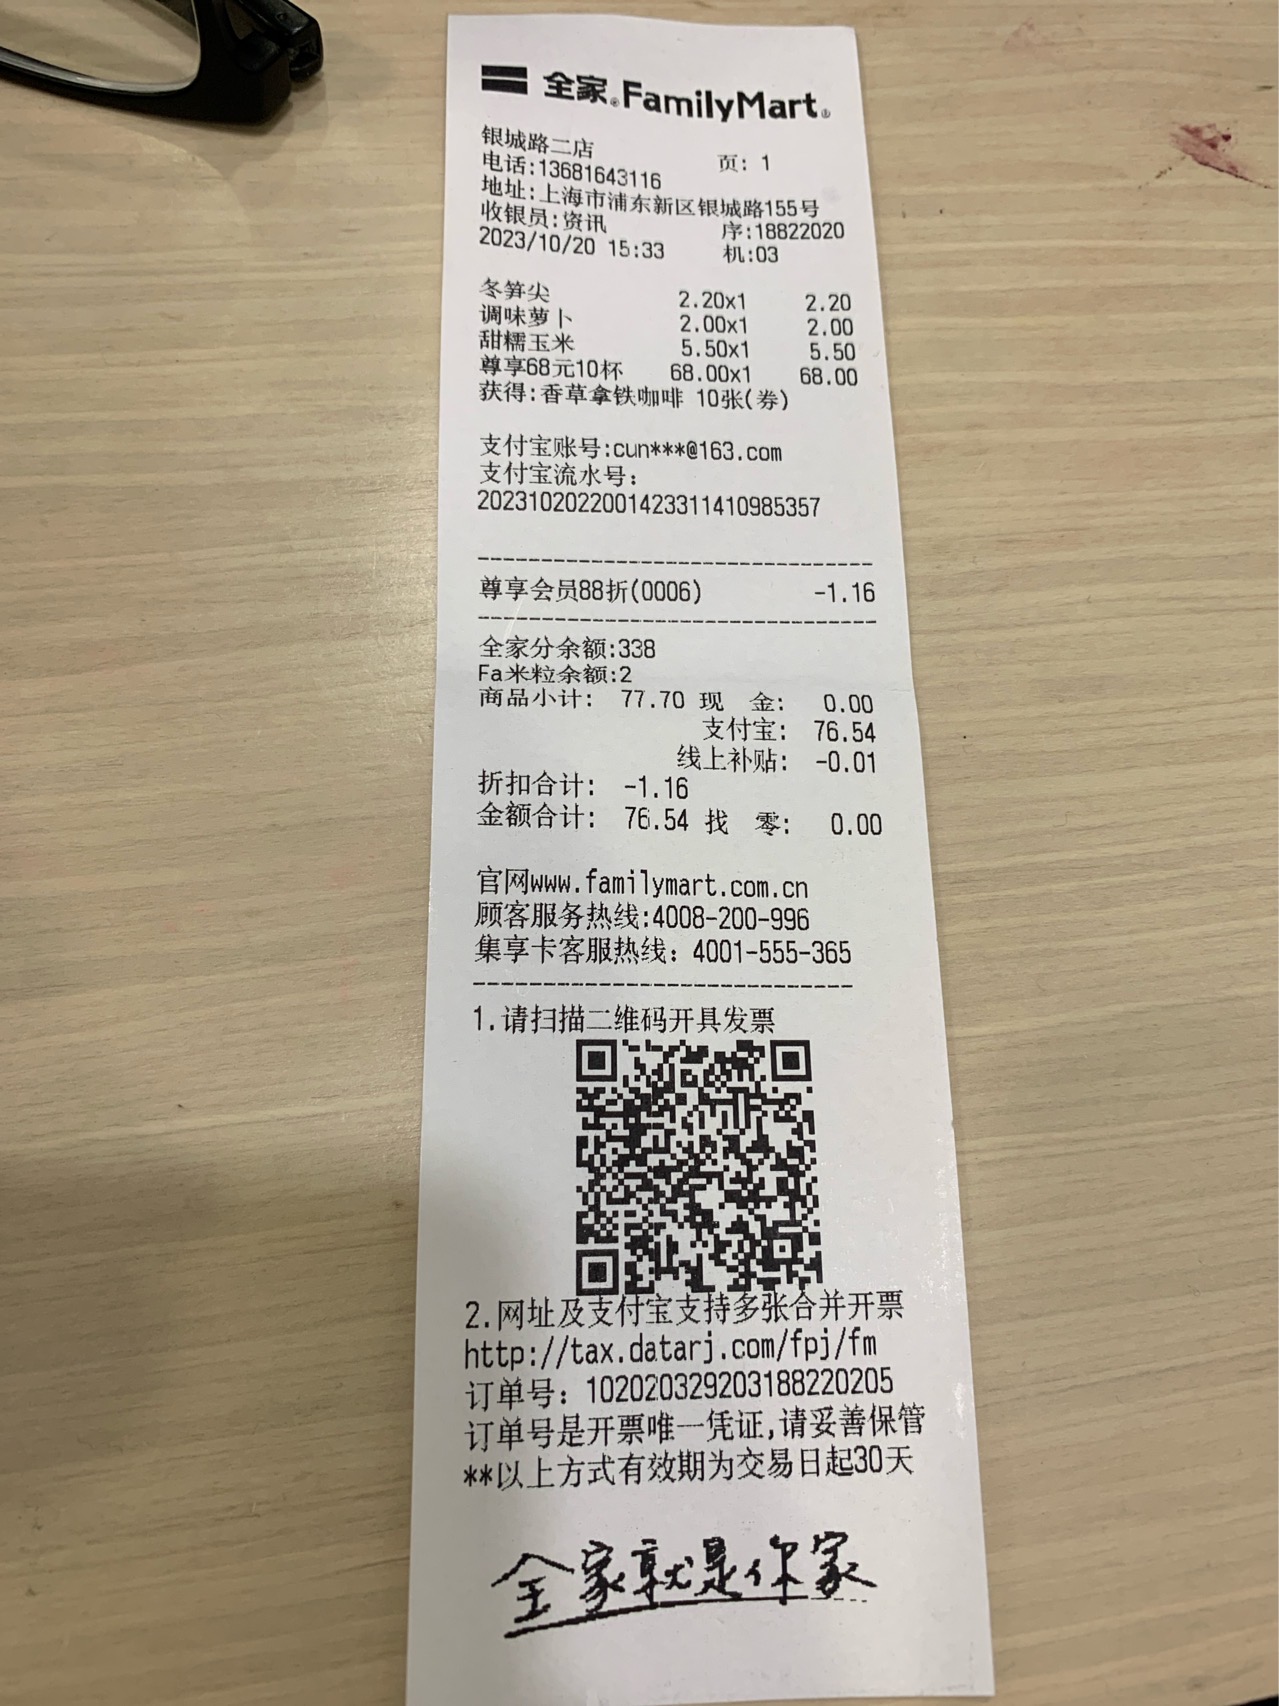 全家 FamilyMart
银城路二店
电话:13681643116 页: 1
地址:上海市浦东新区银城路155号
收银员:资讯 序:18822020
2023/10/20 15:33 机:03
冬笋尖 2.20x1 2.20
调味萝卜 2.00x1 2.00
甜糯玉米 5.50x1 5.50
尊享68元10杯 68.00x1 68.00
获得:香草拿铁咖啡 10张(券)
支付宝账号:cun***@163.com
支付宝流水号:
2023102022001423311410985357
尊享会员88折(0006) -1.16
全家分余额:338
Fa米粒余额:2
商品小计: 77.70 现 金: 0.00
支付宝: 76.54
线上补贴: -0.01
折扣合计: -1.16
金额合计: 76.54 找 零: 0.00
官网www.familymart.com.cn
顾客服务热线:4008-200-996
集享卡客服热线: 4001-555-365
1.请扫描二维码开具发票
2.网址及支付宝支持多张合并开票
http://tax.datarj.com/fpj/fm
订单号: 102020329203188220205
订单号是开票唯一凭证,请妥善保管
**以上方式有效期为交易日起30天
全家就是你家